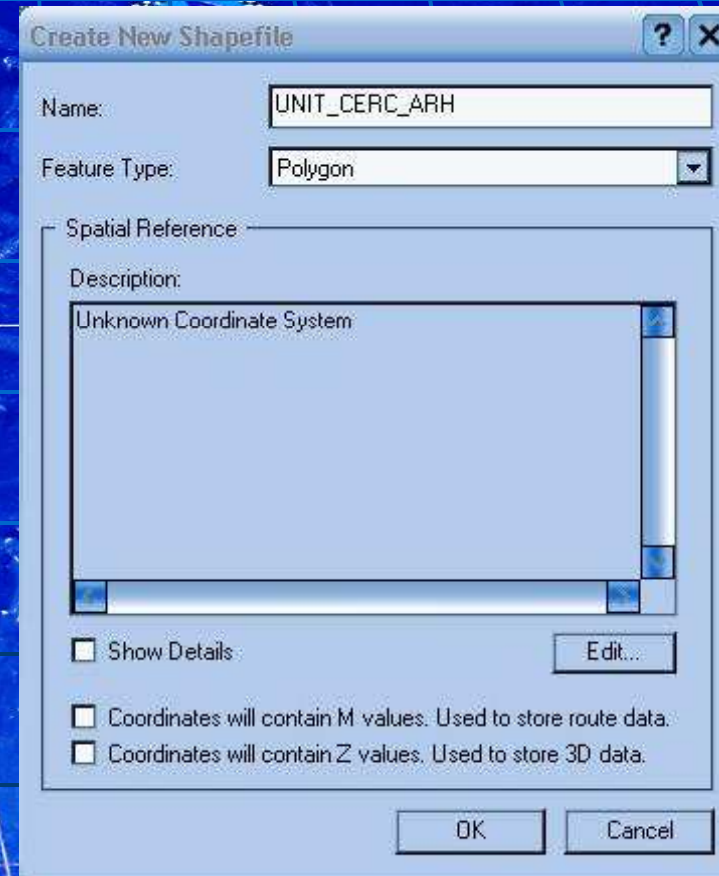 Create New Shapefile
Name: UNIT_CERC_ARH
Feature Type: Polygon
Spatial Reference
Description:
Unknown Coordinate System
Show Details
Edit...
Coordinates will contain M values. Used to store route data.
Coordinates will contain Z values. Used to store 3D data.
OK Cancel